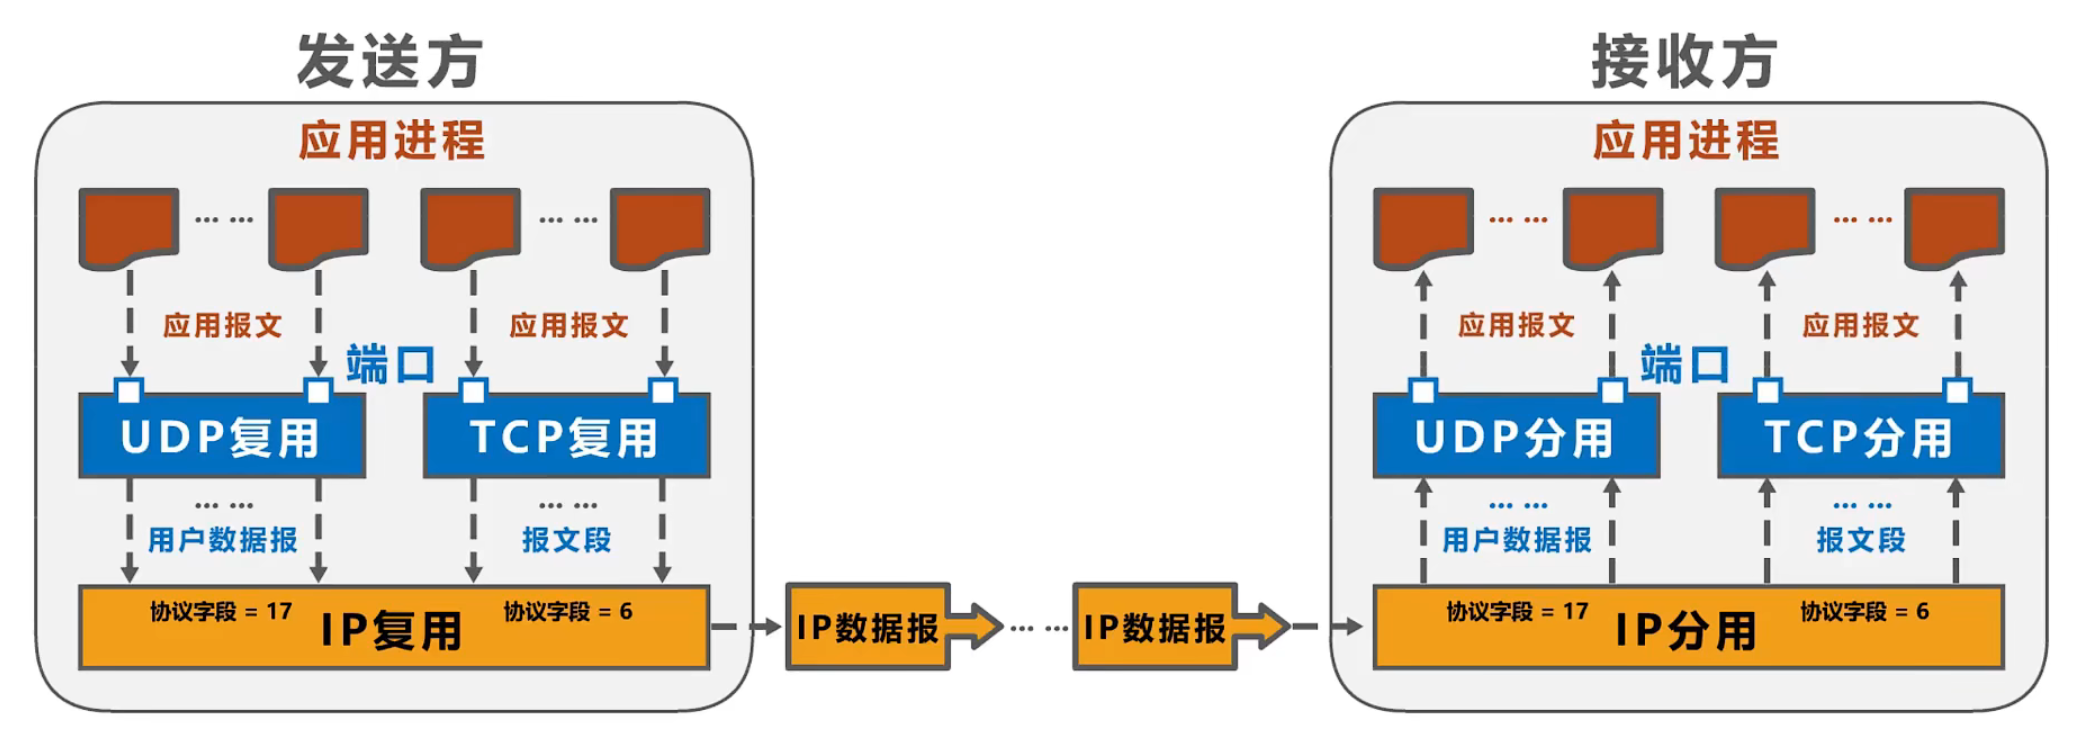 发送方
应用进程
… …
… …
应用报文
应用报文
端口
UDP复用
TCP复用
… …
… …
用户数据报
报文段
协议字段 = 17
IP复用
协议字段 = 6
IP数据报
… …
IP数据报
接收方
应用进程
… …
… …
应用报文
应用报文
端口
UDP分用
TCP分用
… …
… …
用户数据报
报文段
协议字段 = 17
IP分用
协议字段 = 6